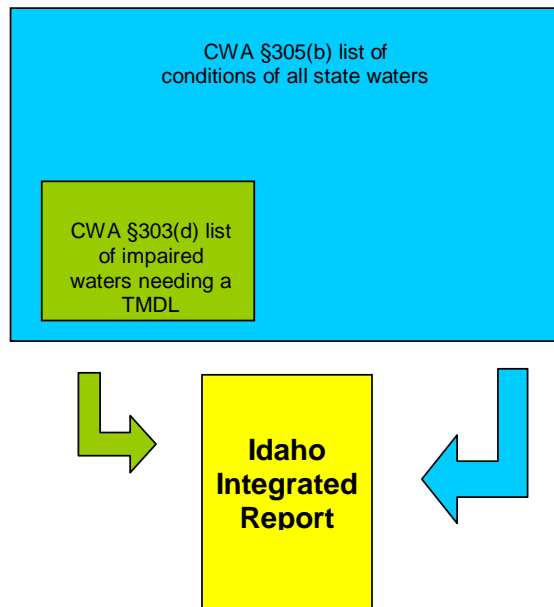 CWA §305(b) list of
conditions of all state waters
CWA §303(d) list
of impaired
waters needing a
TMDL
Idaho
Integrated
Report